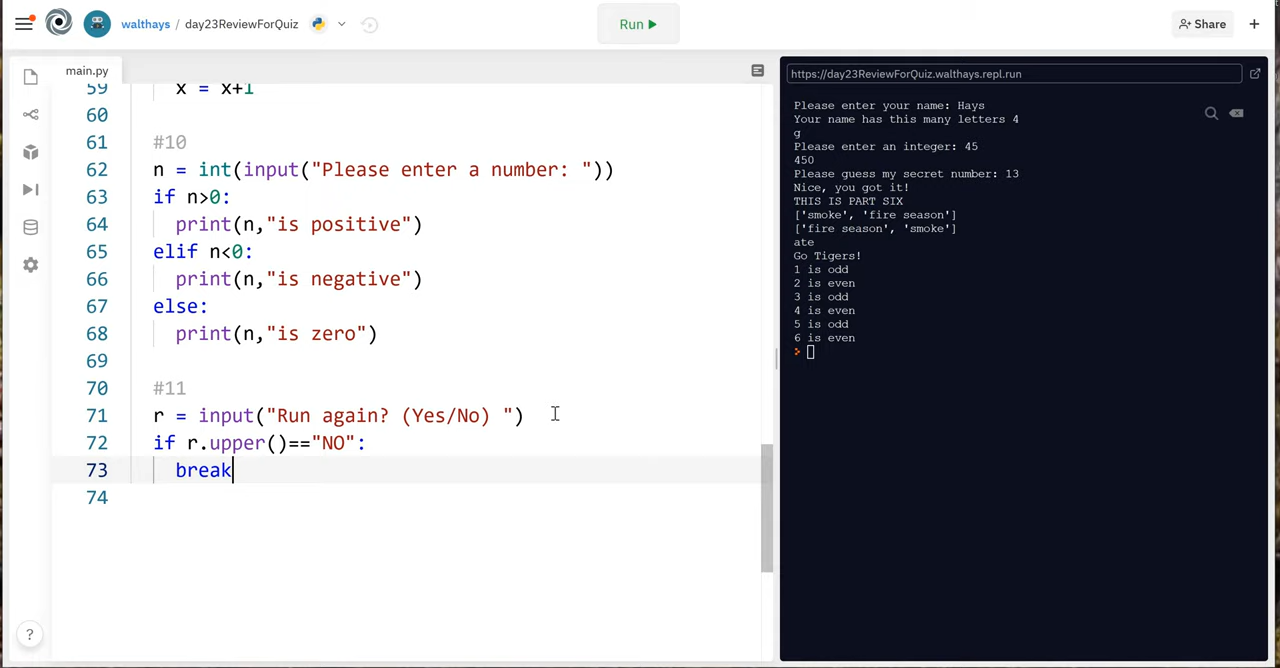 walthays / day23ReviewForQuiz
Run
Share
main.py
59 x = x+1
60
61 #10
62 n = int(input("Please enter a number: "))
63 if n>0:
64 print(n,"is positive")
65 elif n<0:
66 print(n,"is negative")
67 else:
68 print(n,"is zero")
69
70 #11
71 r = input("Run again? (Yes/No) ")
72 if r.upper()=="NO":
73 break
74
?
https://day23ReviewForQuiz.walthays.repl.run
Please enter your name: Hays
Your name has this many letters 4
g
Please enter an integer: 45
450
Please guess my secret number: 13
Nice, you got it!
THIS IS PART SIX
['smoke', 'fire season']
['fire season', 'smoke']
ate
Go Tigers!
1 is odd
2 is even
3 is odd
4 is even
5 is odd
6 is even